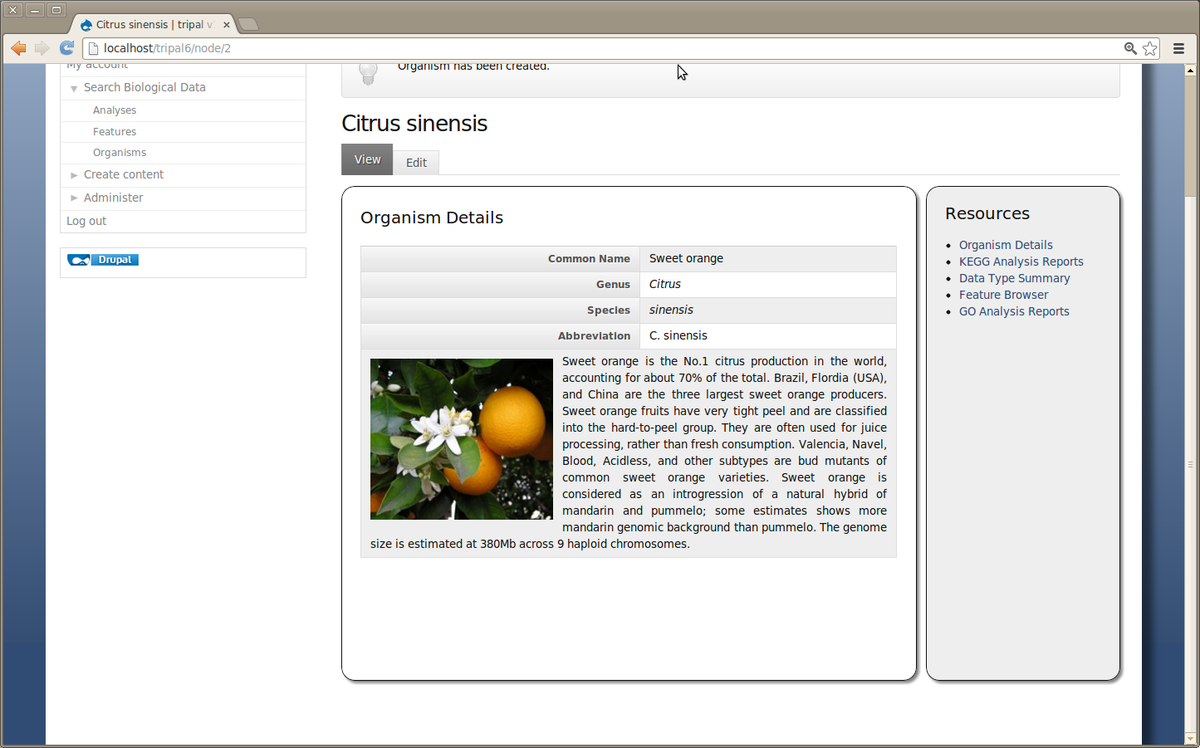 Citrus sinensis | tripal v
localhost/tripal6/node/2
My account
Search Biological Data
Analyses
Features
Organisms
Create content
Administer
Log out
Drupal
Organism has been created.
Citrus sinensis
View
Edit
Organism Details
Common Name Sweet orange
Genus Citrus
Species sinensis
Abbreviation C. sinensis
Sweet orange is the No.1 citrus production in the world,
accounting for about 70% of the total. Brazil, Flordia (USA),
and China are the three largest sweet orange producers.
Sweet orange fruits have very tight peel and are classified
into the hard-to-peel group. They are often used for juice
processing, rather than fresh consumption. Valencia, Navel,
Blood, Acidless, and other subtypes are bud mutants of
common sweet orange varieties. Sweet orange is
considered as an introgression of a natural hybrid of
mandarin and pummelo; some estimates shows more
mandarin genomic background than pummelo. The genome
size is estimated at 380Mb across 9 haploid chromosomes.
Resources
Organism Details
KEGG Analysis Reports
Data Type Summary
Feature Browser
GO Analysis Reports